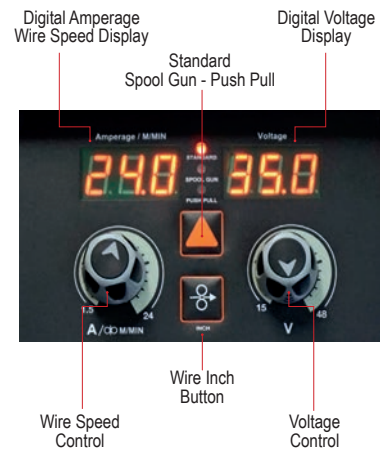 Digital Amperage
Wire Speed Display
Digital Voltage
Display
Standard
Spool Gun - Push Pull
Amperage / M/MIN
Voltage
24.0
35.0
STANDARD
SPOOL GUN
PUSH PULL
1.5
24
A/ M/MIN
15
48
V
INCH
Wire Inch
Button
Wire Speed
Control
Voltage
Control